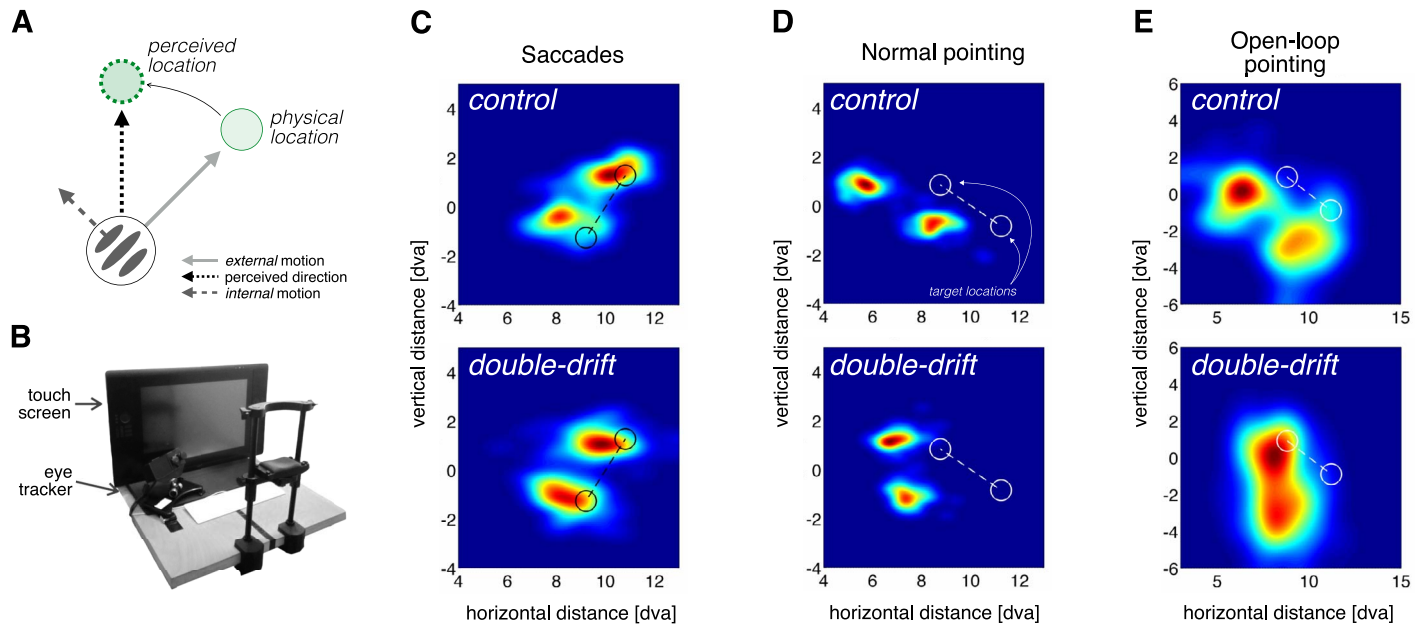 A
perceived
location
physical
location
external motion
perceived direction
internal motion
B
touch
screen
eye
tracker
C
Saccades
control
4
2
0
-2
-4
4 6 8 10 12
double-drift
4
2
0
-2
-4
4 6 8 10 12
vertical distance [dva]
horizontal distance [dva]
D
Normal pointing
control
4
2
0
-2
-4
target locations
4 6 8 10 12
double-drift
4
2
0
-2
-4
4 6 8 10 12
vertical distance [dva]
horizontal distance [dva]
E
Open-loop
pointing
control
6
4
2
0
-2
-4
-6
5 10 15
double-drift
6
4
2
0
-2
-4
-6
5 10 15
vertical distance [dva]
horizontal distance [dva]